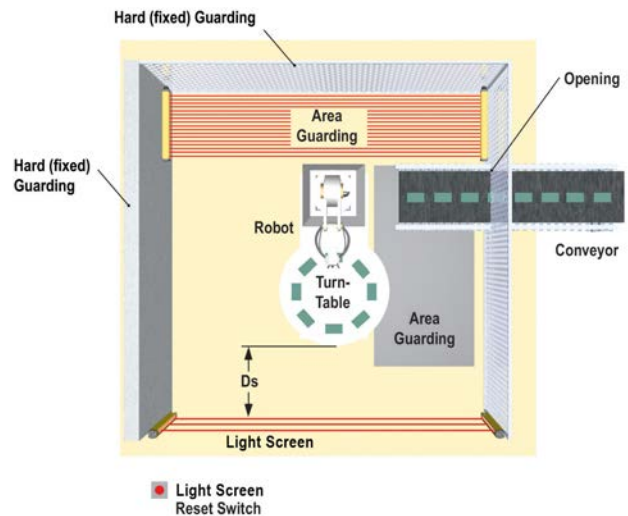 Hard (fixed) Guarding
Opening
Area
Guarding
Hard (fixed)
Guarding
Robot
Conveyor
Turn-
Table
Area
Guarding
Ds
Light Screen
Light Screen
Reset Switch